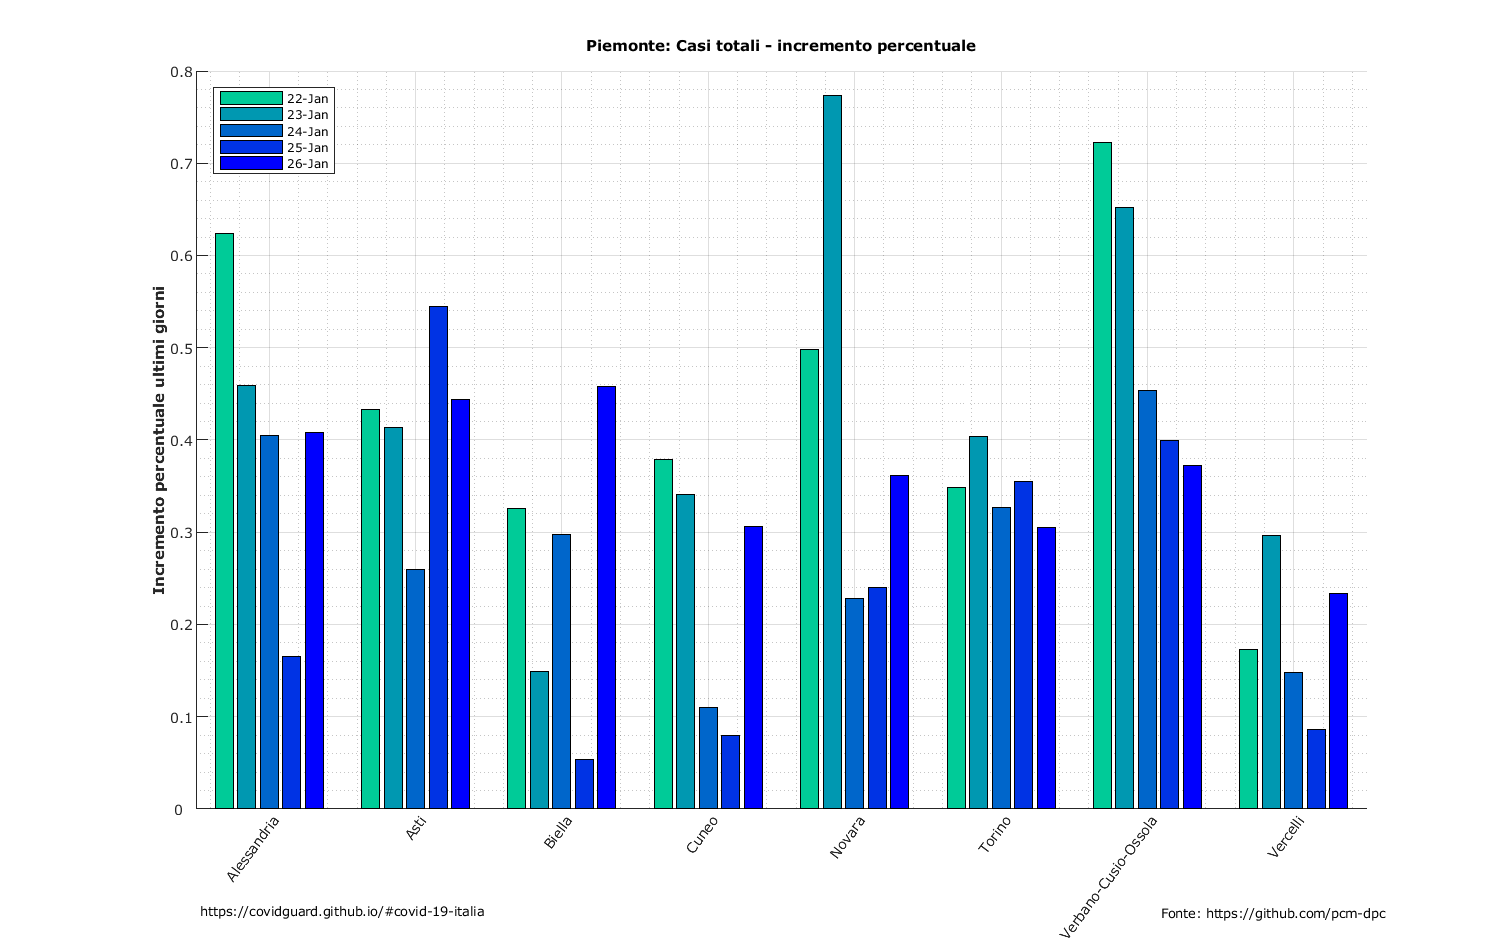 Piemonte: Casi totali - incremento percentuale
0.8
0.7
0.6
0.5
0.4
0.3
0.2
0.1
0
Incremento percentuale ultimi giorni
22-Jan
23-Jan
24-Jan
25-Jan
26-Jan
Alessandria
Asti
Biella
Cuneo
Novara
Torino
Verbano-Cusio-Ossola
Vercelli
https://covidguard.github.io/#covid-19-italia
Fonte: https://github.com/pcm-dpc